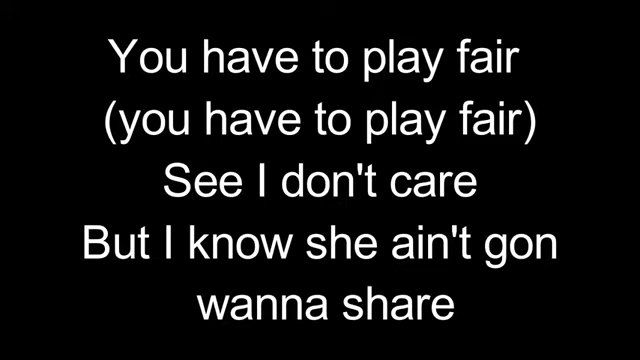 You have to play fair
(you have to play fair)
See I don't care
But I know she ain't gon
wanna share